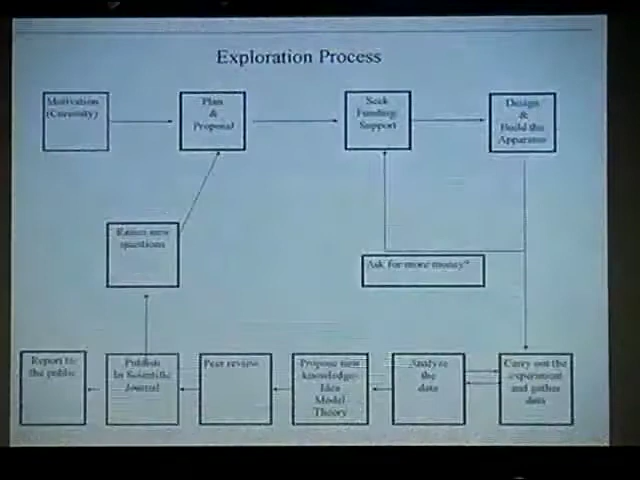 Exploration Process
Motivation
(Curiosity)
Plan
&
Proposal
Seek
Funding
Support
Design
&
Build the
Apparatus
Raises new
questions
Ask for more money*
Report to
the public
Publish
In Scientific
Journal
Peer review
Propose new
knowledge-
Idea
Model
Theory
Analyze
the
data
Carry out the
experiment
and gather
data